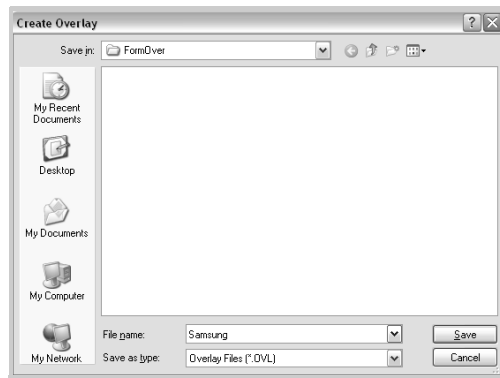 Create Overlay
Save in:
FormOver
My Recent
Documents
Desktop
My Documents
My Computer
My Network
File name:
Samsung
Save
Save as type:
Overlay Files (*.OVL)
Cancel